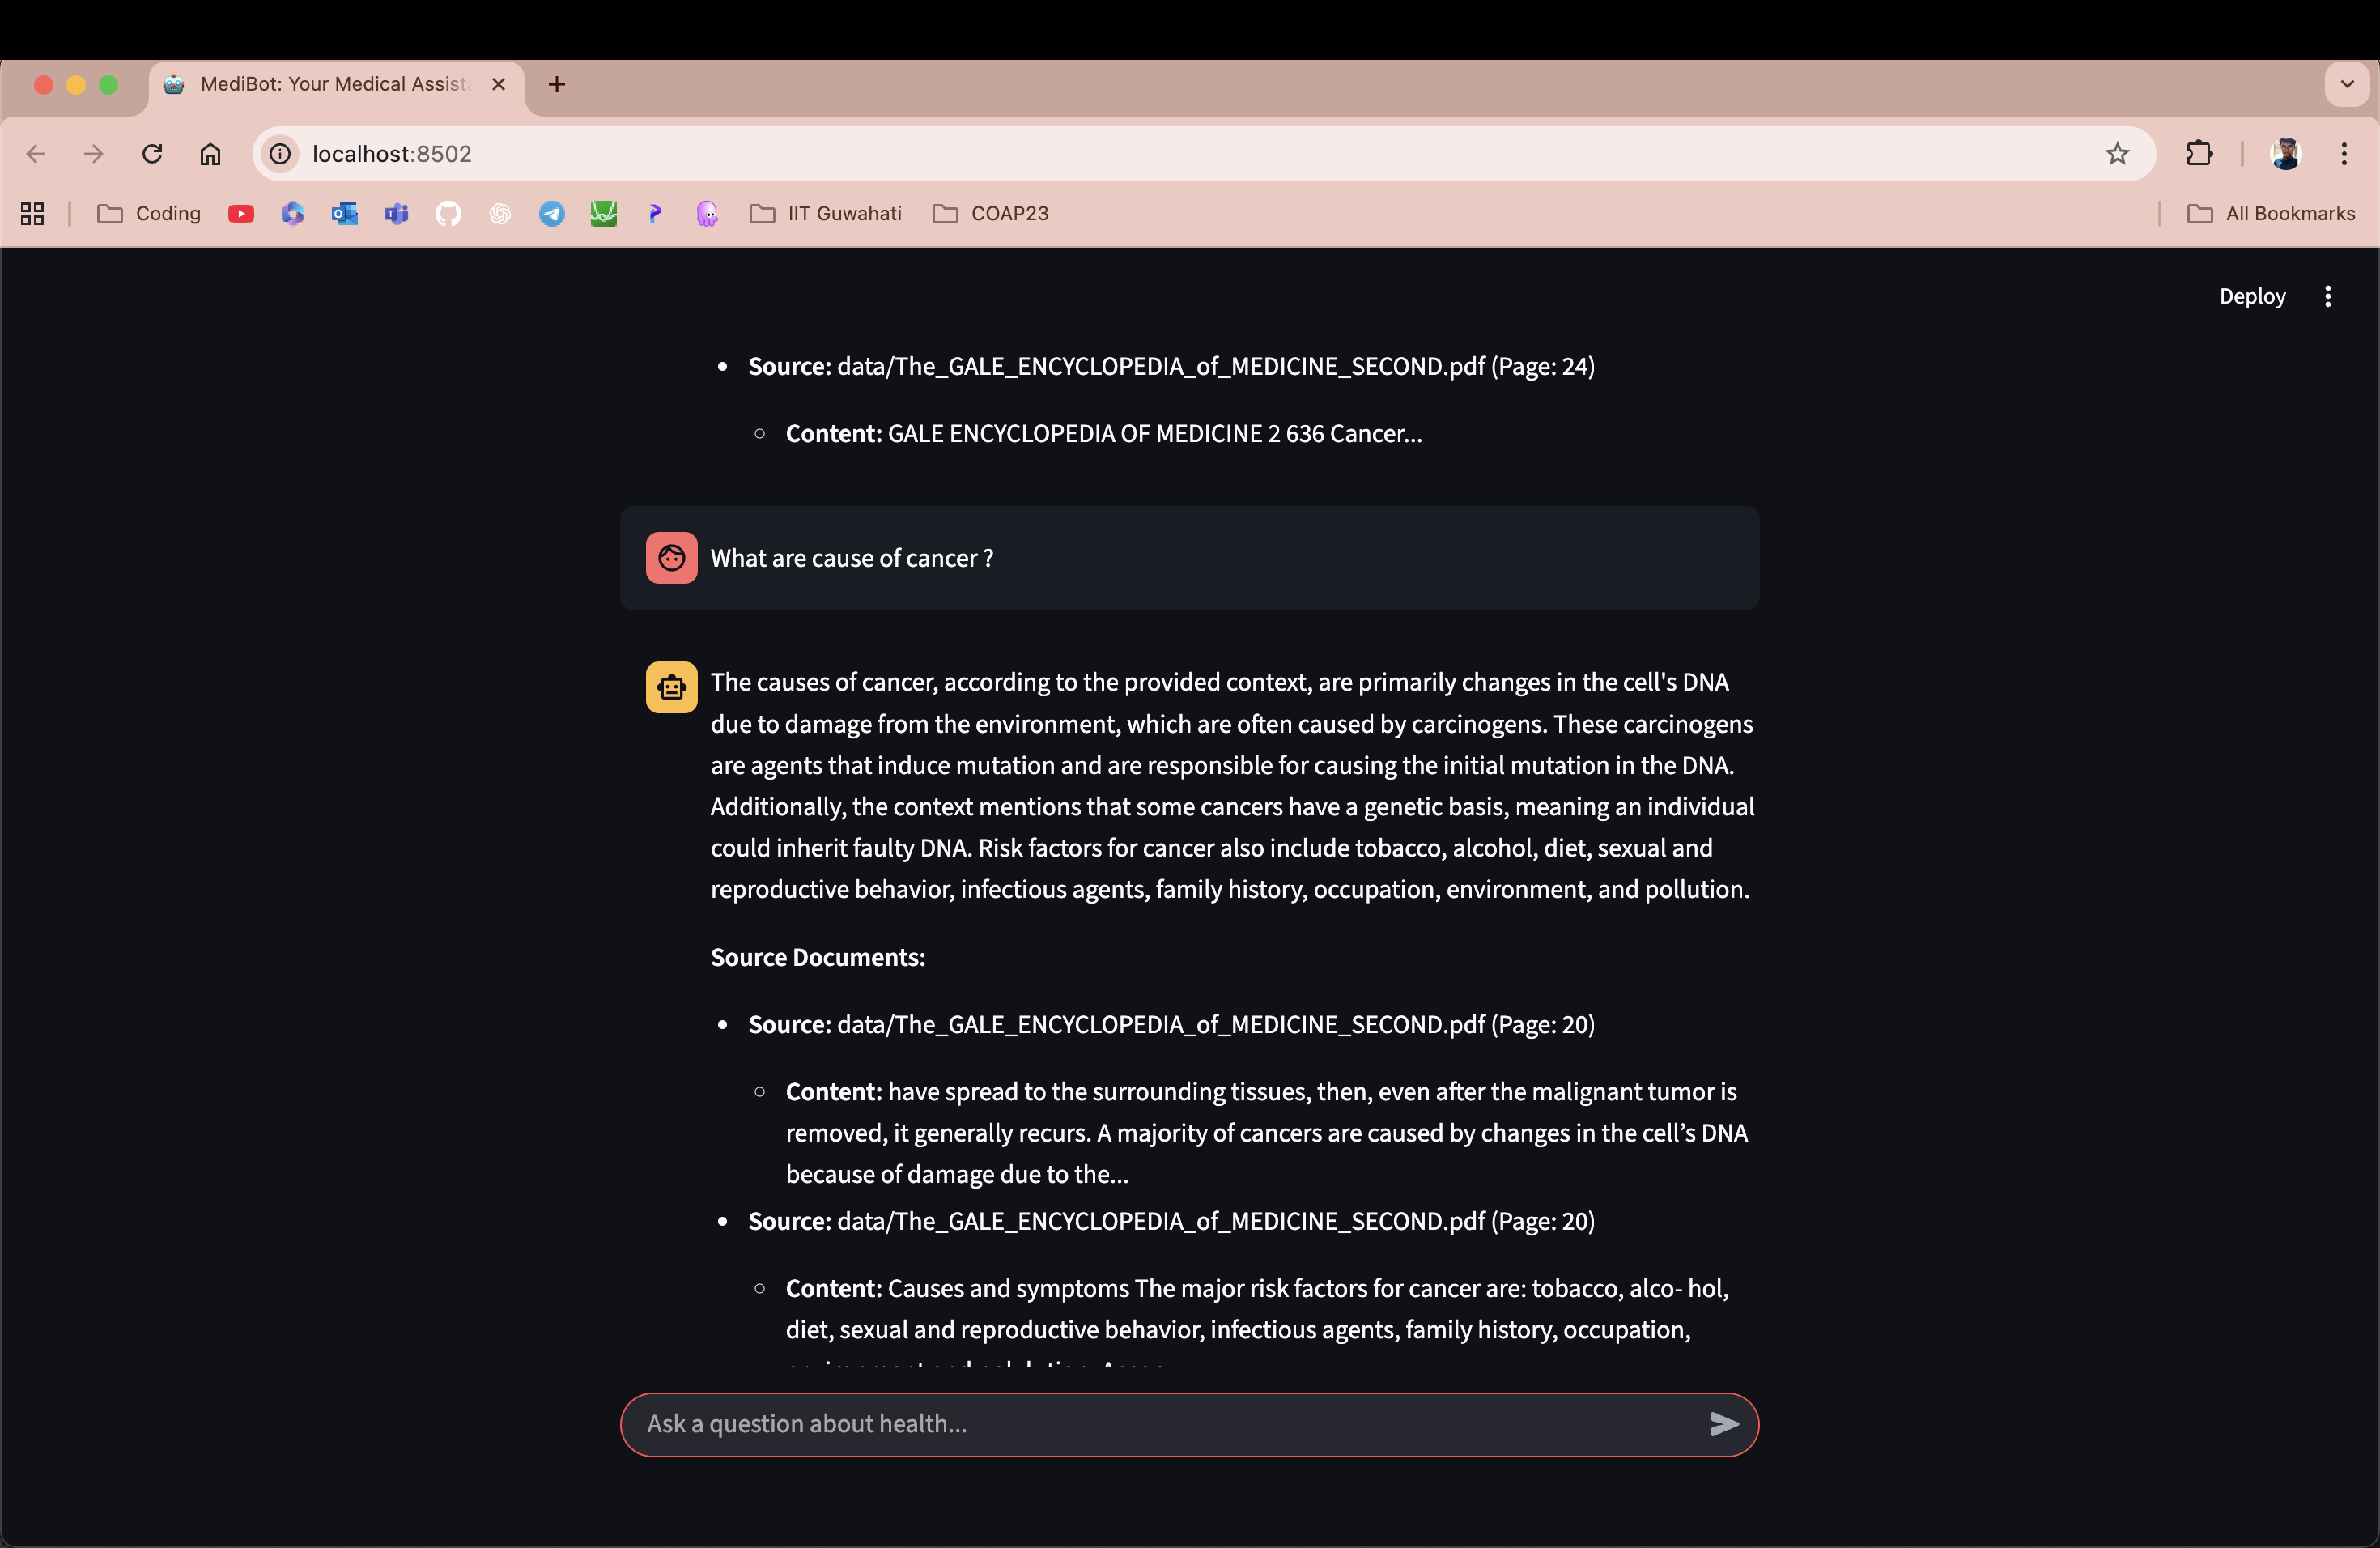 MediBot: Your Medical Assist
localhost:8502
Coding
IIT Guwahati
COAP23
All Bookmarks
Deploy
Source: data/The_GALE_ENCYCLOPEDIA_of_MEDICINE_SECOND.pdf (Page: 24)
Content: GALE ENCYCLOPEDIA OF MEDICINE 2 636 Cancer...
What are cause of cancer ?
The causes of cancer, according to the provided context, are primarily changes in the cell's DNA
due to damage from the environment, which are often caused by carcinogens. These carcinogens
are agents that induce mutation and are responsible for causing the initial mutation in the DNA.
Additionally, the context mentions that some cancers have a genetic basis, meaning an individual
could inherit faulty DNA. Risk factors for cancer also include tobacco, alcohol, diet, sexual and
reproductive behavior, infectious agents, family history, occupation, environment, and pollution.
Source Documents:
Source: data/The_GALE_ENCYCLOPEDIA_of_MEDICINE_SECOND.pdf (Page: 20)
Content: have spread to the surrounding tissues, then, even after the malignant tumor is
removed, it generally recurs. A majority of cancers are caused by changes in the cell’s DNA
because of damage due to the...
Source: data/The_GALE_ENCYCLOPEDIA_of_MEDICINE_SECOND.pdf (Page: 20)
Content: Causes and symptoms The major risk factors for cancer are: tobacco, alco- hol,
diet, sexual and reproductive behavior, infectious agents, family history, occupation,
Ask a question about health...